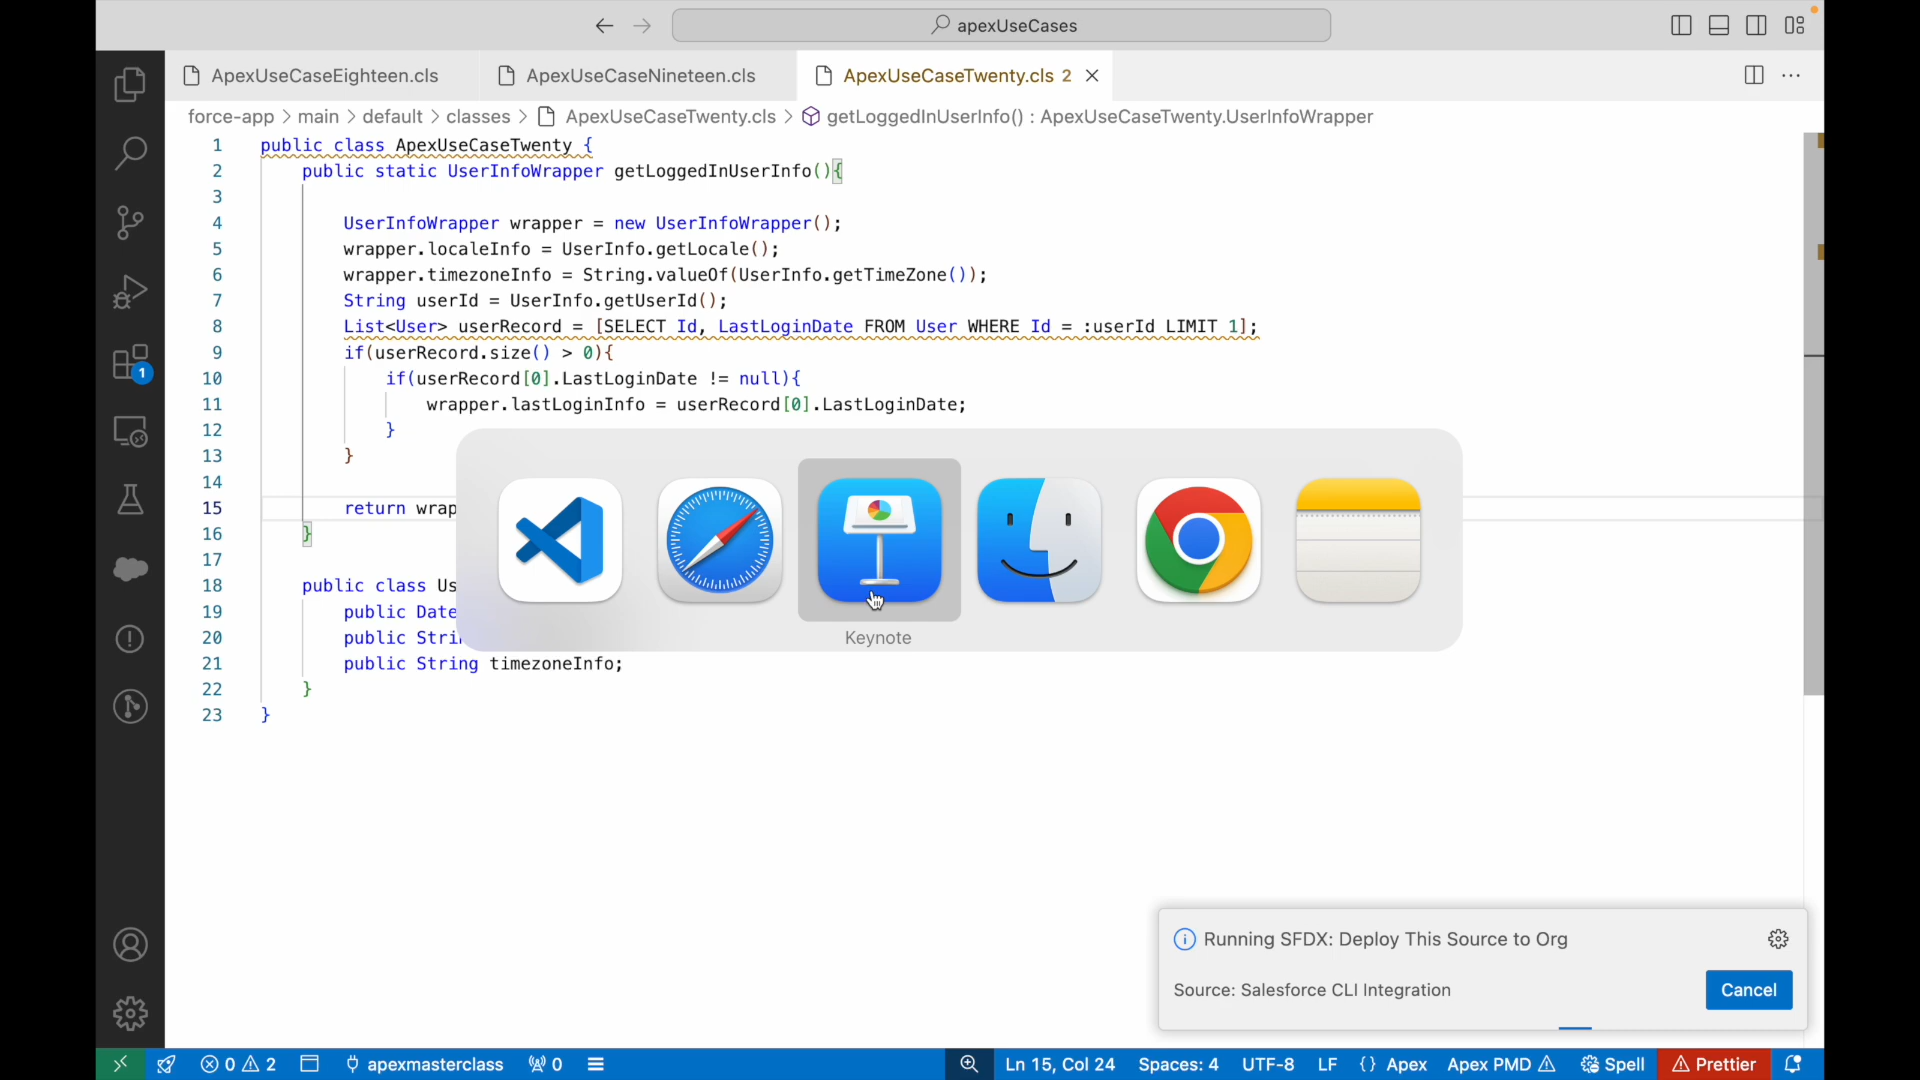 apexUseCases
ApexUseCaseEighteen.cls
ApexUseCaseNineteen.cls
ApexUseCaseTwenty.cls 2
force-app > main > default > classes > ApexUseCaseTwenty.cls > getLoggedInUserInfo() : ApexUseCaseTwenty.UserInfoWrapper
1 public class ApexUseCaseTwenty {
2 public static UserInfoWrapper getLoggedInUserInfo(){
3
4 UserInfoWrapper wrapper = new UserInfoWrapper();
5 wrapper.localeInfo = UserInfo.getLocale();
6 wrapper.timezoneInfo = String.valueOf(UserInfo.getTimeZone());
7 String userId = UserInfo.getUserId();
8 List<User> userRecord = [SELECT Id, LastLoginDate FROM User WHERE Id = :userId LIMIT 1];
9 if(userRecord.size() > 0){
10 if(userRecord[0].LastLoginDate != null){
11 wrapper.lastLoginInfo = userRecord[0].LastLoginDate;
12 }
13 }
14
15 return wrap
16 }
17
18 public class Us
19 public Date
20 public Stri
21 public String timezoneInfo;
22 }
23 }
Keynote
1
Running SFDX: Deploy This Source to Org
Source: Salesforce CLI Integration
Cancel
0 2 apexmasterclass 0 Ln 15, Col 24 Spaces: 4 UTF-8 LF {} Apex Apex PMD Spell Prettier